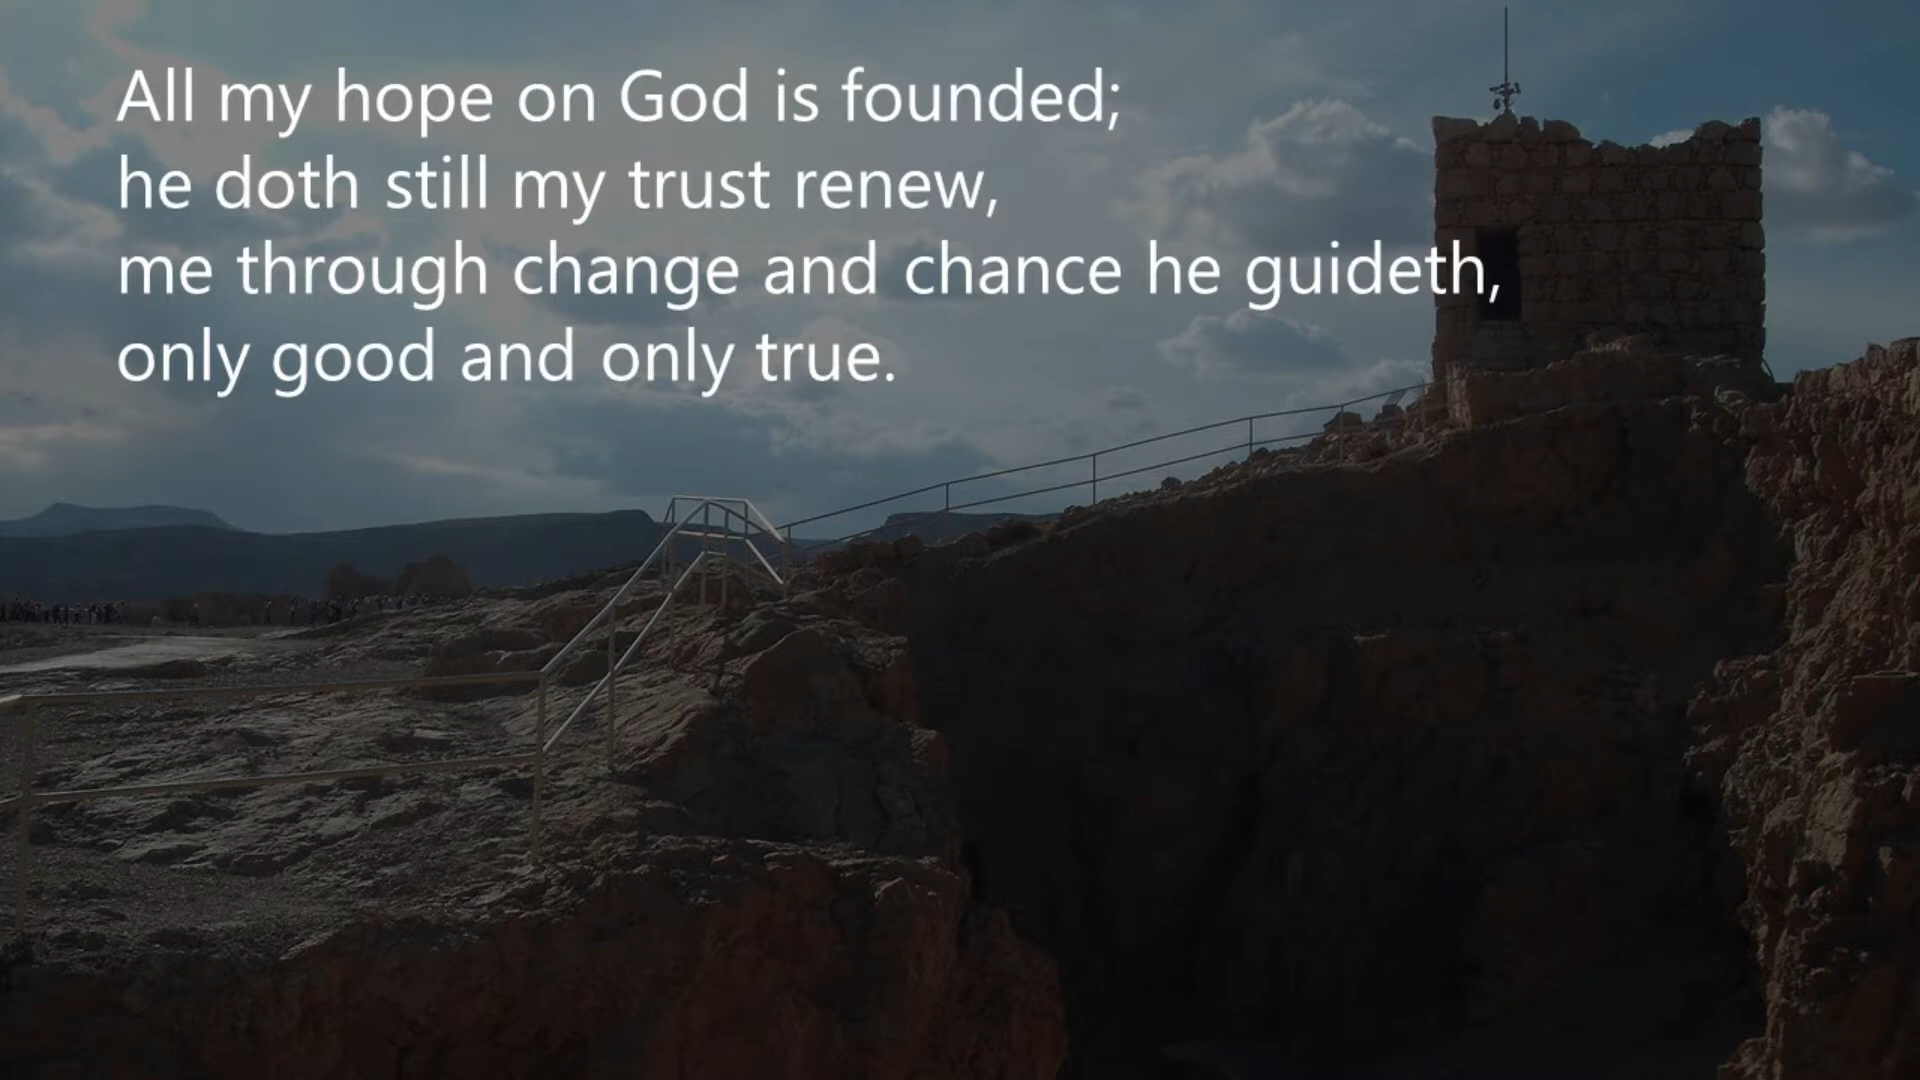 All my hope on God is founded;
he doth still my trust renew,
me through change and chance he guideth,
only good and only true.